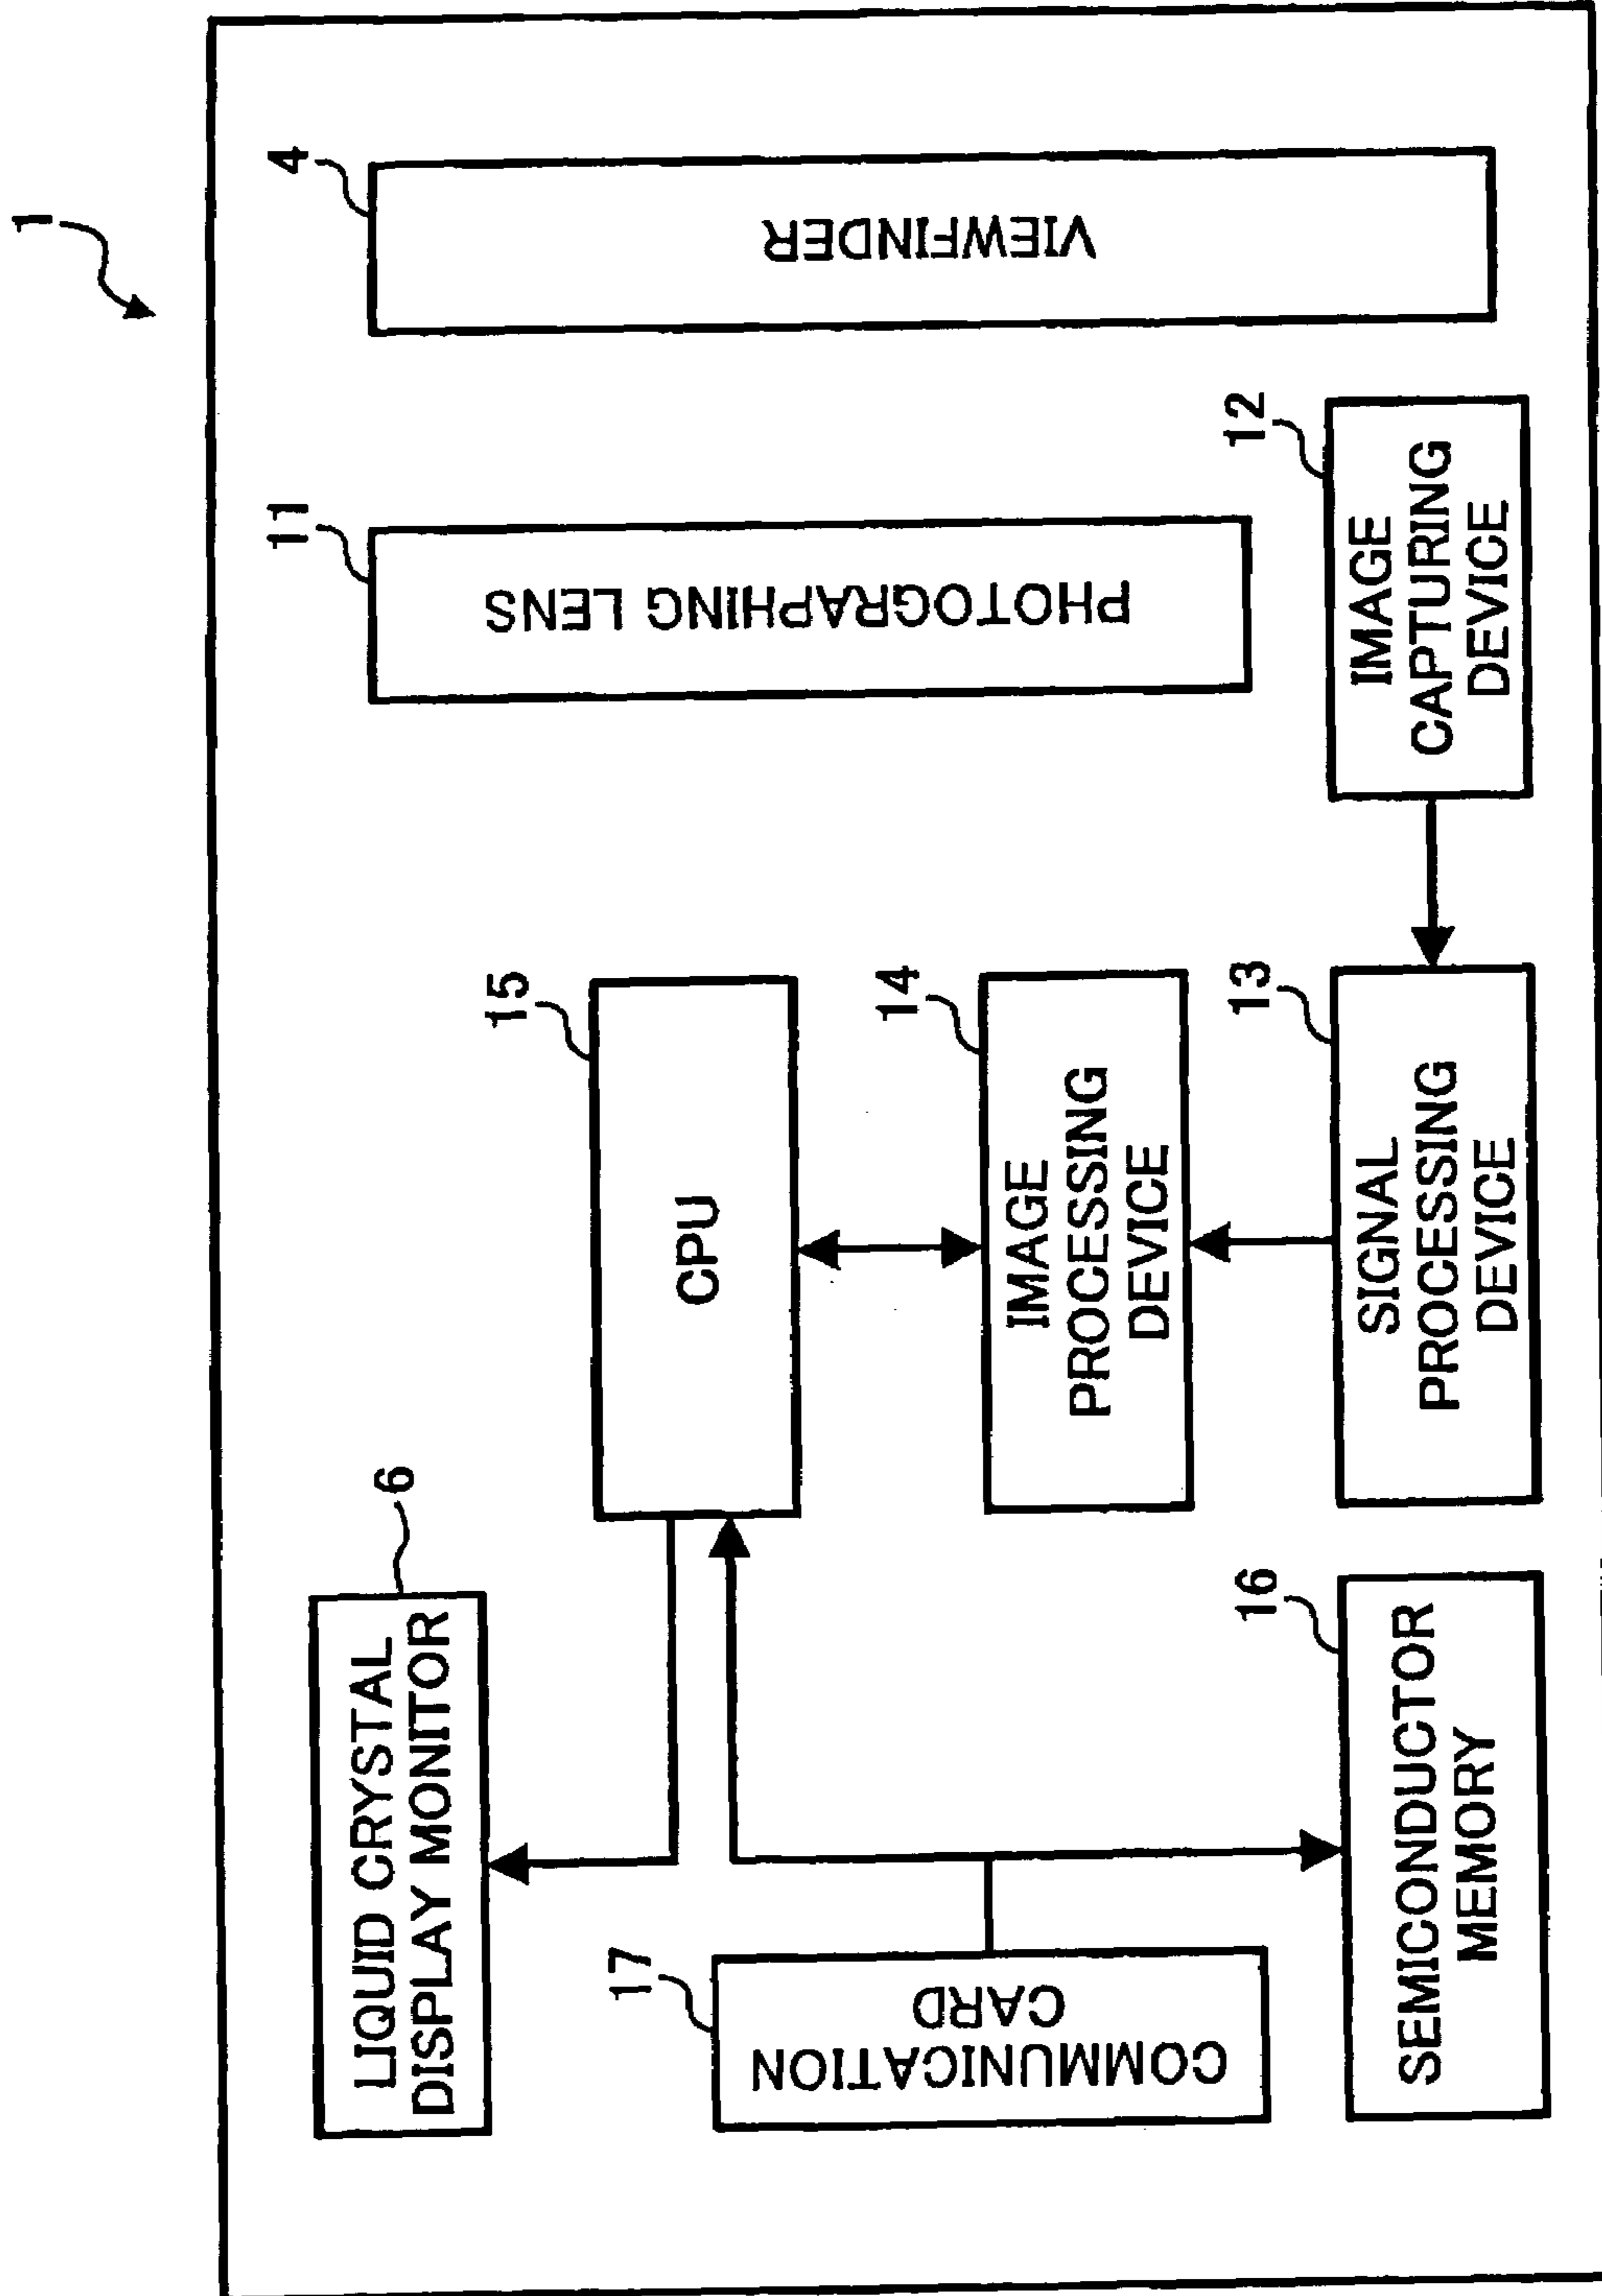 1
4
VIEWFINDER
11
PHOTOGRAPHING LENS
12
IMAGE
CAPTURING
DEVICE
15
CPU
14
IMAGE
PROCESSING
DEVICE
13
SIGNAL
PROCESSING
DEVICE
6
LIQUID CRYSTAL
DISPLAY MONITOR
17
COMMUNICATION
CARD
16
SEMICONDUCTOR
MEMORY